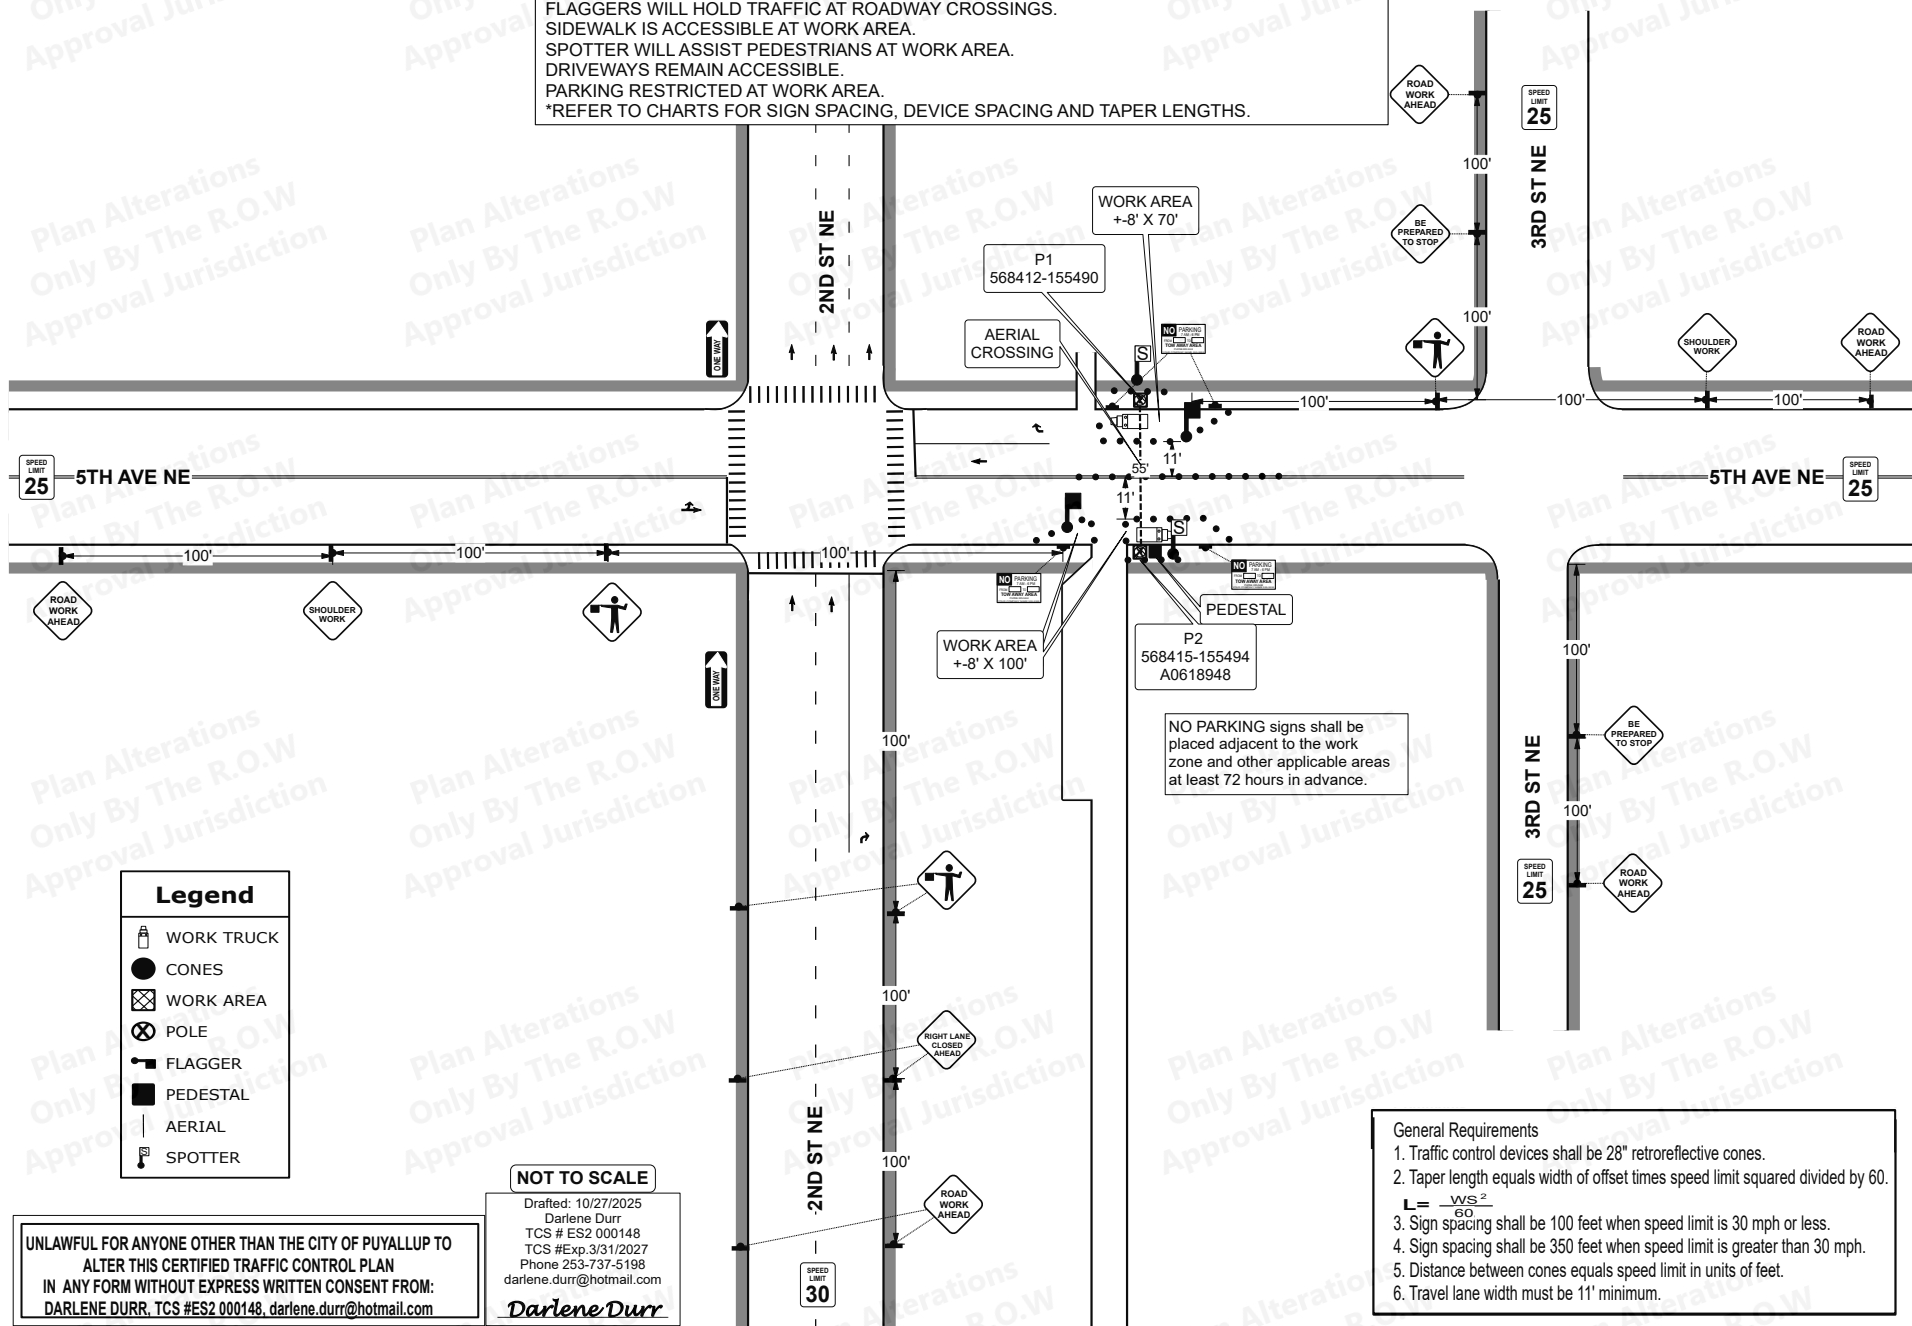 FLAGGERS WILL HOLD TRAFFIC AT ROADWAY CROSSINGS.
SIDEWALK IS ACCESSIBLE AT WORK AREA.
SPOTTER WILL ASSIST PEDESTRIANS AT WORK AREA.
DRIVEWAYS REMAIN ACCESSIBLE.
PARKING RESTRICTED AT WORK AREA.
*REFER TO CHARTS FOR SIGN SPACING, DEVICE SPACING AND TAPER LENGTHS.
ROAD
WORK
AHEAD
SPEED
LIMIT
25
100'
3RD ST NE
BE
PREPARED
TO STOP
100'
WORK AREA
+-8' X 70'
P1
568412-155490
AERIAL
CROSSING
2ND ST NE
ONE WAY
S
NO PARKING
TOW AWAY AREA
SHOULDER
WORK
ROAD
WORK
AHEAD
100'
100'
100'
SPEED
LIMIT
25
5TH AVE NE
11'
55'
11'
S
5TH AVE NE
SPEED
LIMIT
25
100'
100'
100'
ROAD
WORK
AHEAD
SHOULDER
WORK
NO PARKING
TOW AWAY AREA
NO PARKING
TOW AWAY AREA
PEDESTAL
WORK AREA
+-8' X 100'
P2
568415-155494
A0618948
ONE WAY
100'
100'
BE
PREPARED
TO STOP
100'
3RD ST NE
SPEED
LIMIT
25
ROAD
WORK
AHEAD
NO PARKING signs shall be
placed adjacent to the work
zone and other applicable areas
at least 72 hours in advance.
Legend
WORK TRUCK
CONES
WORK AREA
POLE
FLAGGER
PEDESTAL
AERIAL
SPOTTER
100'
RIGHT LANE
CLOSED
AHEAD
100'
2ND ST NE
ROAD
WORK
AHEAD
SPEED
LIMIT
30
NOT TO SCALE
Drafted: 10/27/2025
Darlene Durr
TCS # ES2 000148
TCS #Exp.3/31/2027
Phone 253-737-5198
darlene.durr@hotmail.com
Darlene Durr
UNLAWFUL FOR ANYONE OTHER THAN THE CITY OF PUYALLUP TO
ALTER THIS CERTIFIED TRAFFIC CONTROL PLAN
IN ANY FORM WITHOUT EXPRESS WRITTEN CONSENT FROM:
DARLENE DURR, TCS #ES2 000148, darlene.durr@hotmail.com
General Requirements
1. Traffic control devices shall be 28" retroreflective cones.
2. Taper length equals width of offset times speed limit squared divided by 60.
L= WS²
60
3. Sign spacing shall be 100 feet when speed limit is 30 mph or less.
4. Sign spacing shall be 350 feet when speed limit is greater than 30 mph.
5. Distance between cones equals speed limit in units of feet.
6. Travel lane width must be 11' minimum.
Plan Alterations
Only By The R.O.W
Approval Jurisdiction